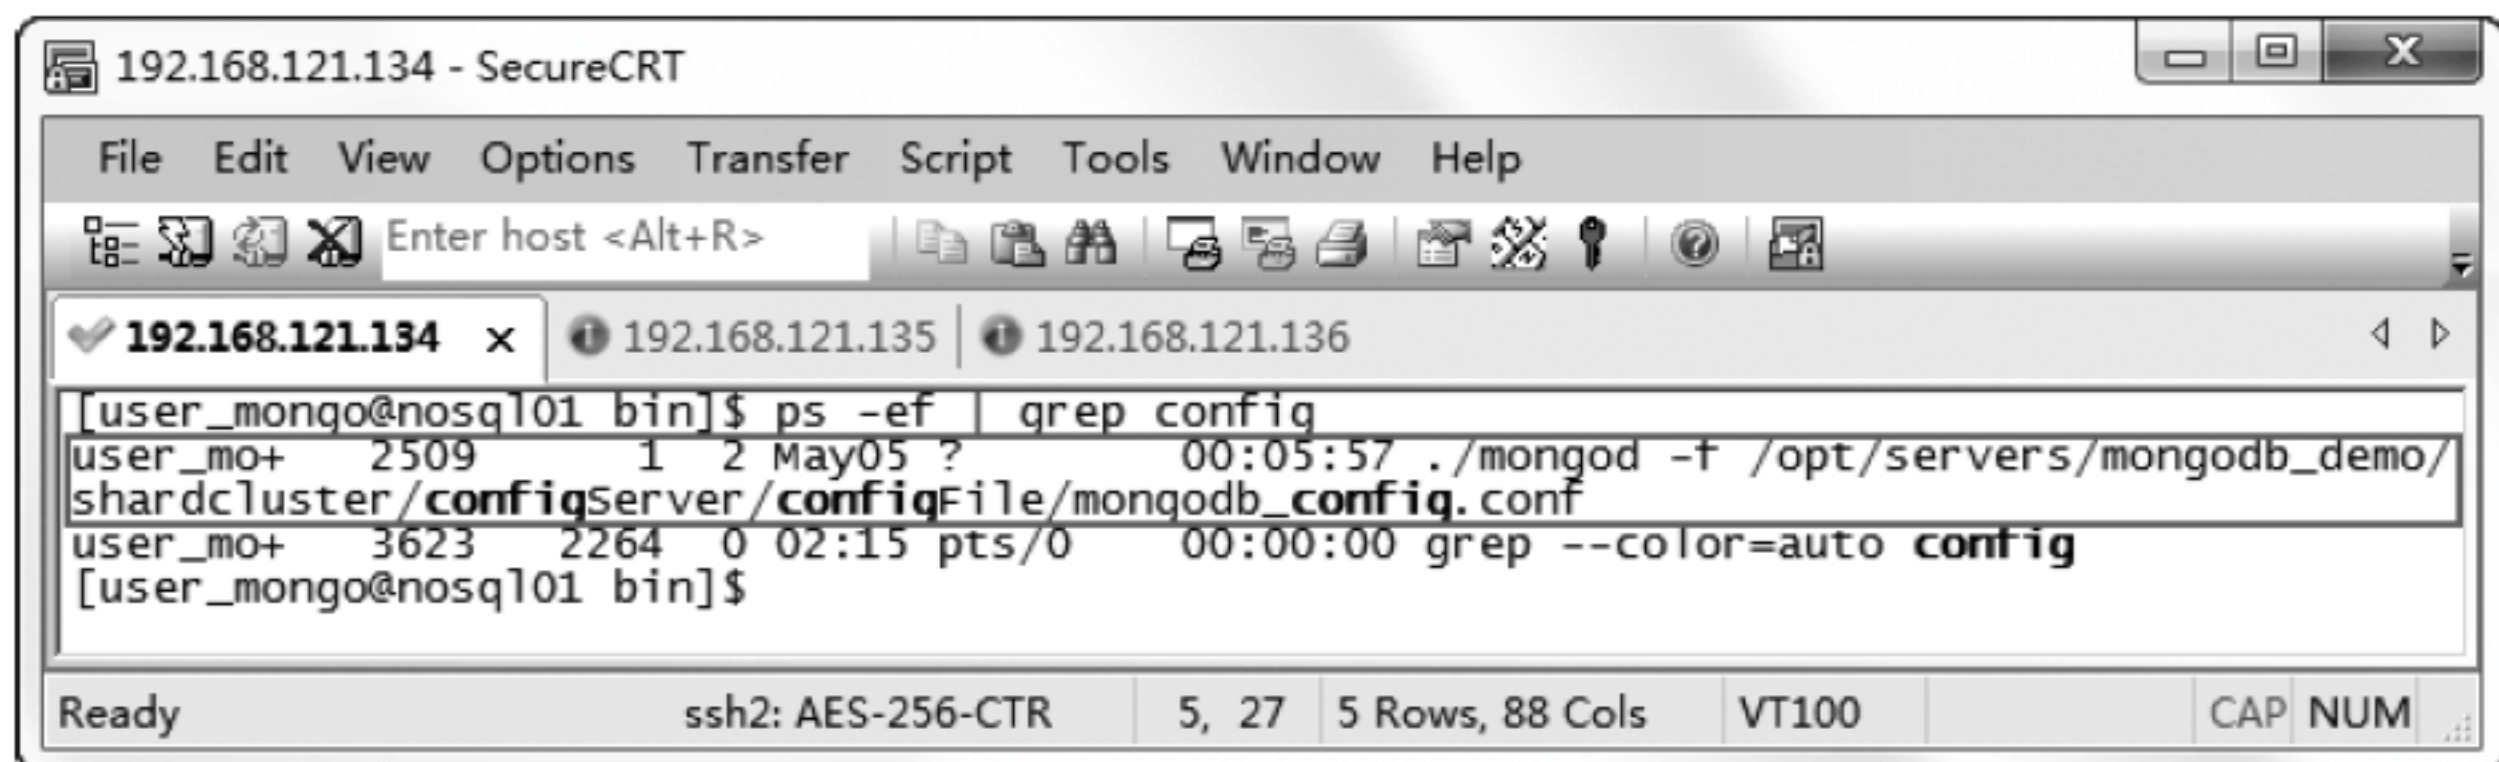 192.168.121.134 - SecureCRT
File Edit View Options Transfer Script Tools Window Help
Enter host <Alt+R>
192.168.121.134 x 192.168.121.135 192.168.121.136
[user_mongo@nosql01 bin]$ ps -ef | grep config
user_mo+   2509      1  2 May05 ?        00:05:57 ./mongod -f /opt/servers/mongodb_demo/
shardcluster/configServer/configFile/mongodb_config.conf
user_mo+   3623   2264  0 02:15 pts/0    00:00:00 grep --color=auto config
[user_mongo@nosql01 bin]$
Ready ssh2: AES-256-CTR 5, 27 5 Rows, 88 Cols VT100 CAP NUM